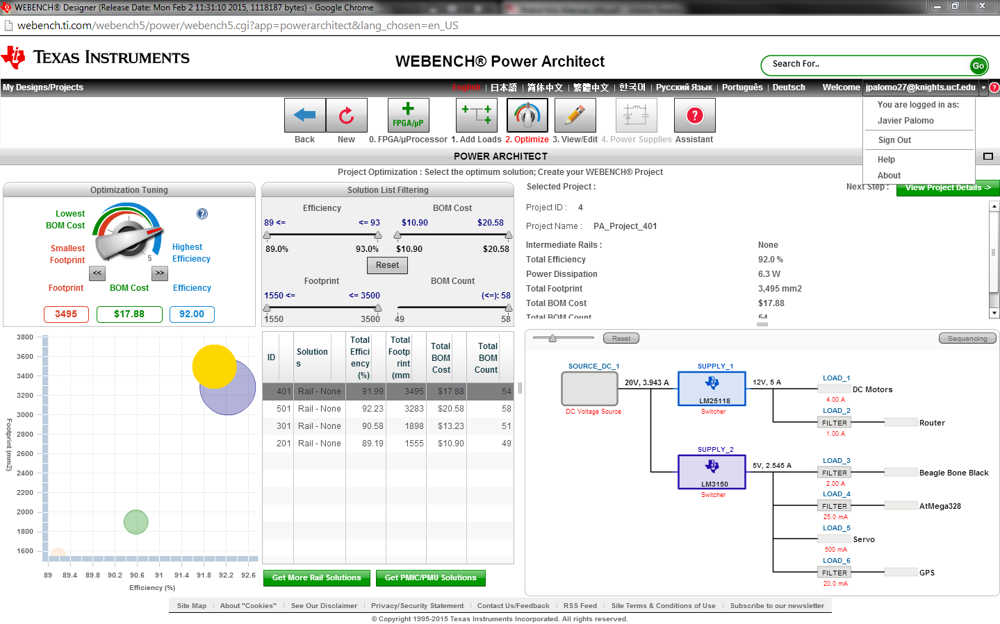 WEBENCH® Designer (Release Date: Mon Feb 2 11:31:10 2015, 1118187 bytes) - Google Chrome
webench.ti.com/webench5/power/webench5.cgi?app=powerarchitect&lang_chosen=en_US
TEXAS INSTRUMENTS
WEBENCH® Power Architect
Search For..
Go
My Designs/Projects
English | 日本語 | 简体中文 | 繁體中文 | 한국어 | Русский Язык | Português | Deutsch
Welcome jpalomo27@knights.ucf.edu ?
You are logged in as:
Javier Palomo
Sign Out
Help
About
FPGA/µP
Back New 0. FPGA/µProcessor 1. Add Loads 2. Optimize 3. View/Edit 4. Power Supplies Assistant
POWER ARCHITECT
Project Optimization : Select the optimum solution; Create your WEBENCH® Project
Optimization Tuning
Lowest
BOM Cost
Smallest
Footprint
Highest
Efficiency
5
<< >>
Footprint BOM Cost Efficiency
3495 $17.88 92.00
Solution List Filtering
Efficiency BOM Cost
89 <= <= 93 $10.90 $20.58
89.0% 93.0% $10.90 $20.58
Reset
Footprint BOM Count
1550 <= <= 3500 (<=): 58
1550 3500 49 58
Selected Project :
Next Step : View Project Details ->
Project ID : 4
Project Name : PA_Project_401
Intermediate Rails : None
Total Efficiency 92.0 %
Power Dissipation 6.3 W
Total Footprint 3,495 mm2
Total BOM Cost $17.88
Total BOM Count 54
3800
3600
3400
3200
3000
2800
2600
2400
2200
2000
1800
1600
Footprint (mm2)
89 89.4 89.8 90.2 90.6 91 91.4 91.8 92.2 92.6
Efficiency (%)
ID Solutions Total Efficiency (%) Total Footprint (mm Total BOM Cost Total BOM Count
401 Rail - None 91.99 3495 $17.88 54
501 Rail - None 92.23 3283 $20.58 58
301 Rail - None 90.58 1898 $13.23 51
201 Rail - None 89.19 1555 $10.90 49
Get More Rail Solutions Get PMIC/PMU Solutions
Reset Sequencing
SOURCE_DC_1
DC Voltage Source
20V, 3.943 A
SUPPLY_1
LM25118
Switcher
12V, 5 A
LOAD_1
DC Motors
4.00 A
LOAD_2
FILTER Router
1.00 A
SUPPLY_2
LM3150
Switcher
5V, 2.545 A
LOAD_3
FILTER Beagle Bone Black
2.00 A
LOAD_4
FILTER AtMega328
25.0 mA
LOAD_5
Servo
500 mA
LOAD_6
FILTER GPS
20.0 mA
Site Map | About "Cookies" | See Our Disclaimer | Privacy/Security Statement | Contact Us/Feedback | RSS Feed | Site Terms & Conditions of Use | Subscribe to our newsletter
© Copyright 1995-2015 Texas Instruments Incorporated. All rights reserved.